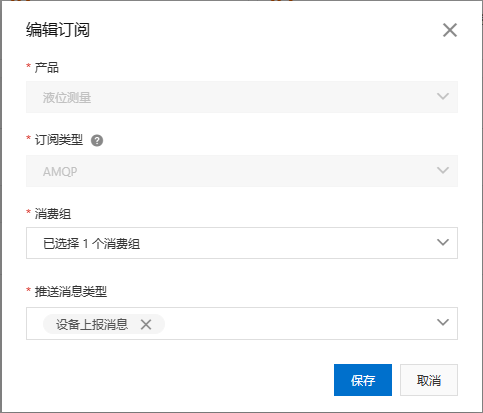 编辑订阅
* 产品
液位测量
* 订阅类型 ?
AMQP
* 消费组
已选择 1 个消费组
* 推送消息类型
设备上报消息
保存 取消